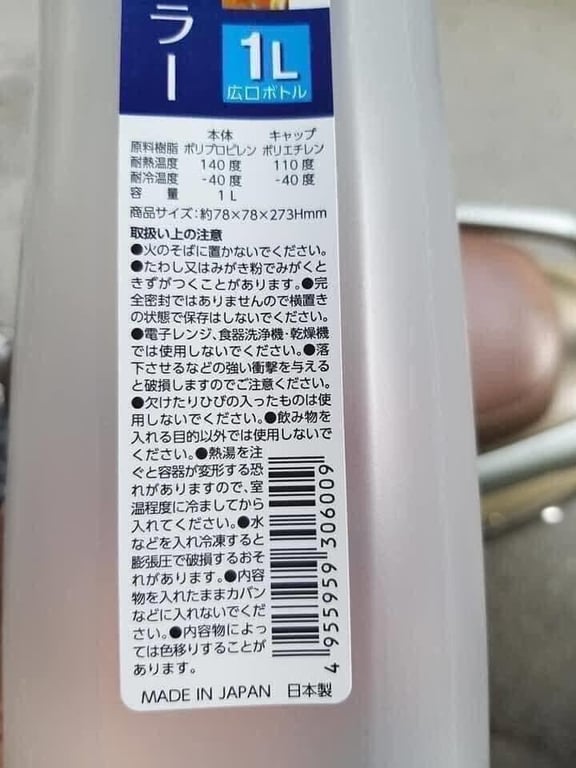 ラー
1L
広口ボトル
本体 キャップ
原料樹脂 ポリプロピレン ポリエチレン
耐熱温度 140度 110度
耐冷温度 -40度 -40度
容量 1L
商品サイズ:約78×78×273Hmm
取扱い上の注意
●火のそばに置かないでください。
●たわし又はみがき粉でみがくと
きずがつくことがあります。●完
全密封ではありませんので横置き
の状態で保存はしないでください。
●電子レンジ、食器洗浄機・乾燥機
では使用しないでください。●落
下させるなどの強い衝撃を与える
と破損しますのでご注意ください。
●欠けたりひびの入ったものは使
用しないでください。●飲み物を
入れる目的以外では使用しないで
ください。●熱湯を注
ぐと容器が変形する恐
れがありますので、室
温程度に冷ましてから
入れてください。●水
などを入れ冷凍すると
膨張圧で破損するおそ
れがあります。●内容
物を入れたままカバン
などに入れないでくだ
さい。●内容物によっ
ては色移りすることが
あります。
4 955959 306009
MADE IN JAPAN 日本製